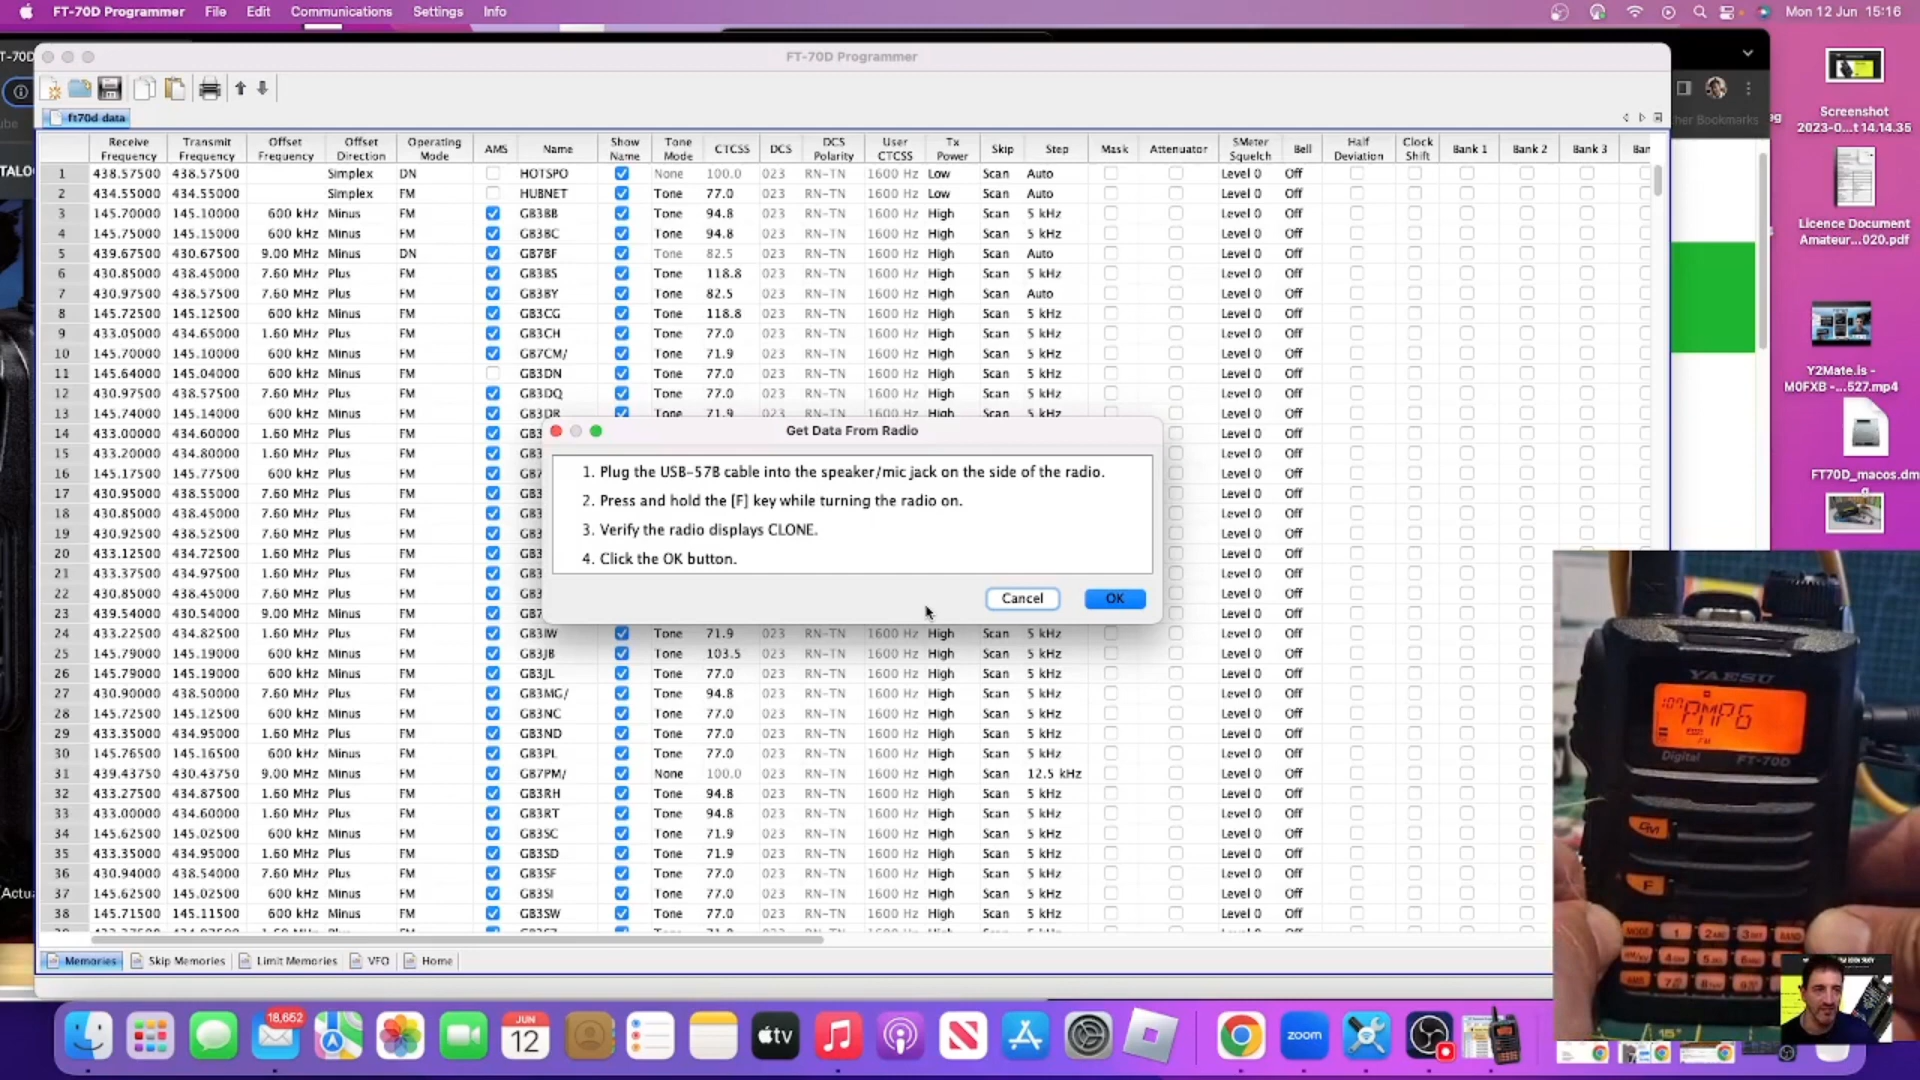 FT-70D Programmer File Edit Communications Settings Info Mon 12 Jun 15:16
FT-70D Programmer
ft70d data
Receive Frequency Transmit Frequency Offset Frequency Offset Direction Operating Mode AMS Name Show Name Tone Mode CTCSS DCS DCS Polarity User CTCSS Tx Power Skip Step Mask Attenuator SMeter Squelch Bell Half Deviation Clock Shift Bank 1 Bank 2 Bank 3
1 438.57500 438.57500 Simplex DN HOTSPO None 100.0 023 RN-TN 1600 Hz Low Scan Auto Level 0 Off
2 434.55000 434.55000 Simplex FM HUBNET Tone 77.0 023 RN-TN 1600 Hz Low Scan Auto Level 0 Off
3 145.70000 145.10000 600 kHz Minus FM GB3BB Tone 94.8 023 RN-TN 1600 Hz High Scan 5 kHz Level 0 Off
4 145.75000 145.15000 600 kHz Minus FM GB3BC Tone 94.8 023 RN-TN 1600 Hz High Scan 5 kHz Level 0 Off
5 439.67500 430.67500 9.00 MHz Minus DN GB7BF Tone 82.5 023 RN-TN 1600 Hz High Scan Auto Level 0 Off
6 430.85000 438.45000 7.60 MHz Plus FM GB3BS Tone 118.8 023 RN-TN 1600 Hz High Scan 5 kHz Level 0 Off
7 430.97500 438.57500 7.60 MHz Plus FM GB3BY Tone 82.5 023 RN-TN 1600 Hz High Scan Auto Level 0 Off
8 145.72500 145.12500 600 kHz Minus FM GB3CG Tone 118.8 023 RN-TN 1600 Hz High Scan 5 kHz Level 0 Off
9 433.05000 434.65000 1.60 MHz Plus FM GB3CH Tone 77.0 023 RN-TN 1600 Hz High Scan 5 kHz Level 0 Off
10 145.70000 145.10000 600 kHz Minus FM GB7CM/ Tone 71.9 023 RN-TN 1600 Hz High Scan 5 kHz Level 0 Off
11 145.64000 145.04000 600 kHz Minus FM GB3DN Tone 77.0 023 RN-TN 1600 Hz High Scan 5 kHz Level 0 Off
12 430.97500 438.57500 7.60 MHz Plus FM GB3DQ Tone 77.0 023 RN-TN 1600 Hz High Scan 5 kHz Level 0 Off
13 145.74000 145.14000 600 kHz Minus FM GB3DR Tone 71.9 023 RN-TN 1600 Hz High Scan 5 kHz Level 0 Off
14 433.00000 434.60000 1.60 MHz Plus FM GB3 Level 0 Off
15 433.20000 434.80000 1.60 MHz Plus FM GB3 Level 0 Off
16 145.17500 145.77500 600 kHz Plus FM GB7 Level 0 Off
17 430.95000 438.55000 7.60 MHz Plus FM GB3 Level 0 Off
18 430.85000 438.45000 7.60 MHz Plus FM GB3 Level 0 Off
19 430.92500 438.52500 7.60 MHz Plus FM GB3 Level 0 Off
20 433.12500 434.72500 1.60 MHz Plus FM GB3 Level 0 Off
21 433.37500 434.97500 1.60 MHz Plus FM GB3 Level 0 Off
22 430.85000 438.45000 7.60 MHz Plus FM GB3 Level 0 Off
23 439.54000 430.54000 9.00 MHz Minus FM GB7 Level 0 Off
Get Data From Radio
1. Plug the USB-57B cable into the speaker/mic jack on the side of the radio.
2. Press and hold the [F] key while turning the radio on.
3. Verify the radio displays CLONE.
4. Click the OK button.
Cancel OK
24 433.22500 434.82500 1.60 MHz Plus FM GB3IW Tone 71.9 023 RN-TN 1600 Hz High Scan 5 kHz Level 0 Off
25 145.79000 145.19000 600 kHz Minus FM GB3JB Tone 103.5 023 RN-TN 1600 Hz High Scan 5 kHz Level 0 Off
26 145.79000 145.19000 600 kHz Minus FM GB3JL Tone 77.0 023 RN-TN 1600 Hz High Scan 5 kHz Level 0 Off
27 430.90000 438.50000 7.60 MHz Plus FM GB3MG/ Tone 94.8 023 RN-TN 1600 Hz High Scan 5 kHz Level 0 Off
28 145.72500 145.12500 600 kHz Minus FM GB3NC Tone 77.0 023 RN-TN 1600 Hz High Scan 5 kHz Level 0 Off
29 433.35000 434.95000 1.60 MHz Plus FM GB3ND Tone 77.0 023 RN-TN 1600 Hz High Scan 5 kHz Level 0 Off
30 145.76500 145.16500 600 kHz Minus FM GB3PL Tone 77.0 023 RN-TN 1600 Hz High Scan 5 kHz Level 0 Off
31 439.43750 430.43750 9.00 MHz Minus FM GB7PM/ None 100.0 023 RN-TN 1600 Hz High Scan 12.5 kHz Level 0 Off
32 433.27500 434.87500 1.60 MHz Plus FM GB3RH Tone 94.8 023 RN-TN 1600 Hz High Scan 5 kHz Level 0 Off
33 433.00000 434.60000 1.60 MHz Plus FM GB3RT Tone 94.8 023 RN-TN 1600 Hz High Scan 5 kHz Level 0 Off
34 145.62500 145.02500 600 kHz Minus FM GB3SC Tone 71.9 023 RN-TN 1600 Hz High Scan 5 kHz Level 0 Off
35 433.35000 434.95000 1.60 MHz Plus FM GB3SD Tone 71.9 023 RN-TN 1600 Hz High Scan 5 kHz Level 0 Off
36 430.94000 438.54000 7.60 MHz Plus FM GB3SF Tone 77.0 023 RN-TN 1600 Hz High Scan 5 kHz Level 0 Off
37 145.62500 145.02500 600 kHz Minus FM GB3SI Tone 77.0 023 RN-TN 1600 Hz High Scan 5 kHz Level 0 Off
38 145.71500 145.11500 600 kHz Minus FM GB3SW Tone 77.0 023 RN-TN 1600 Hz High Scan 5 kHz Level 0 Off
Memories Skip Memories Limit Memories VFO Home
Screenshot
2023-0...t 14.14.35
Licence Document
Amateur...020.pdf
Y2Mate.is -
M0FXB -...527.mp4
FT70D_macos.dm
g
YAESU
107 PMP6
Digital FT-70D
GM
F
MODE 1 2 3 BAND
18,652
JUN
12
tv
zoom